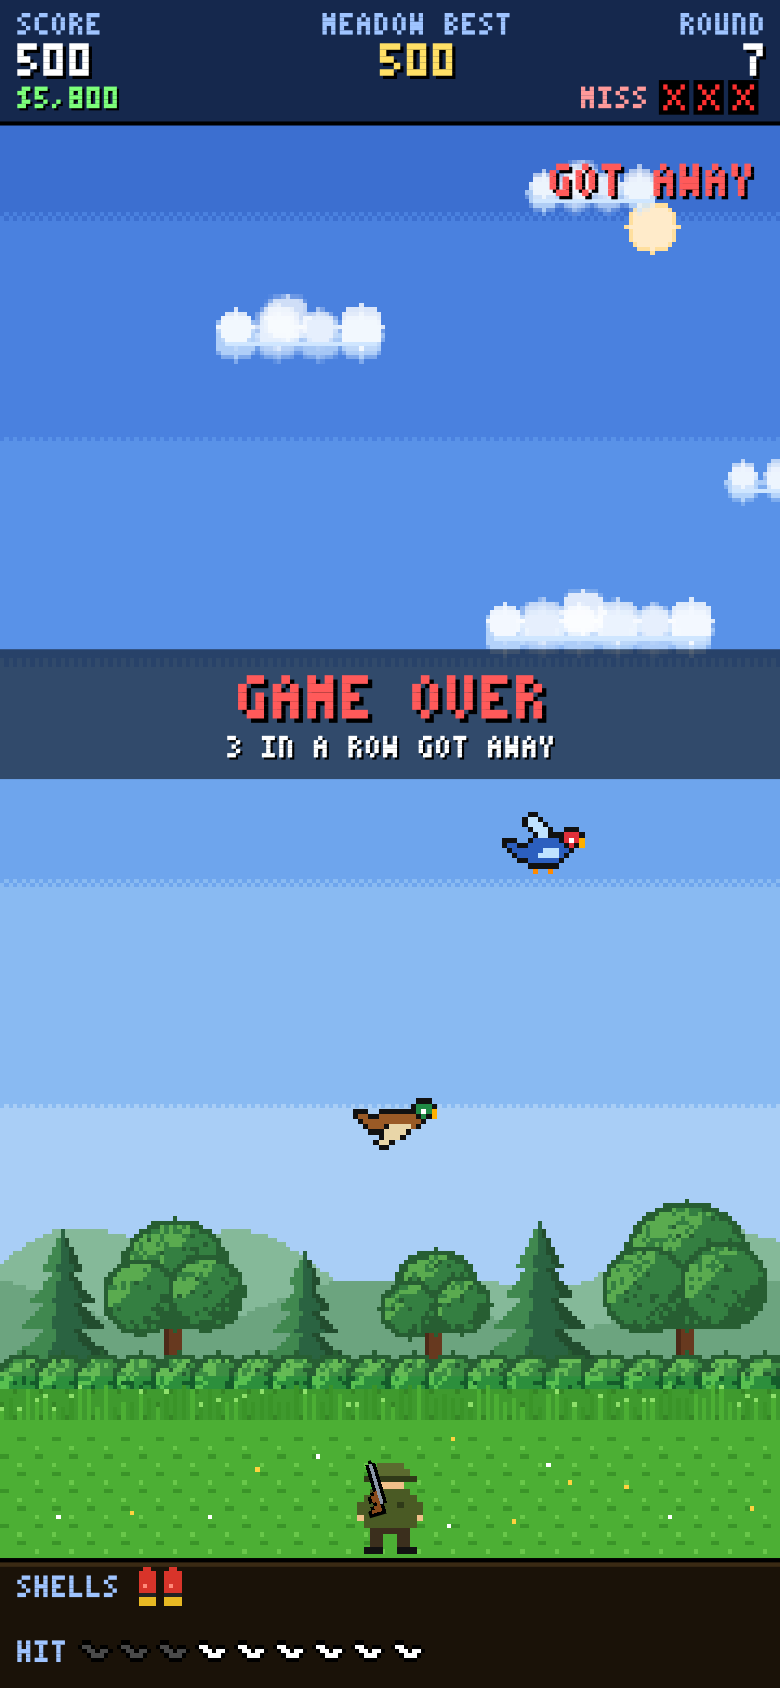 SCORE
MEADOW BEST
ROUND
500
500
7
$5,800
MISS X X X
GOT AWAY
GAME OVER
3 IN A ROW GOT AWAY
SHELLS
HIT